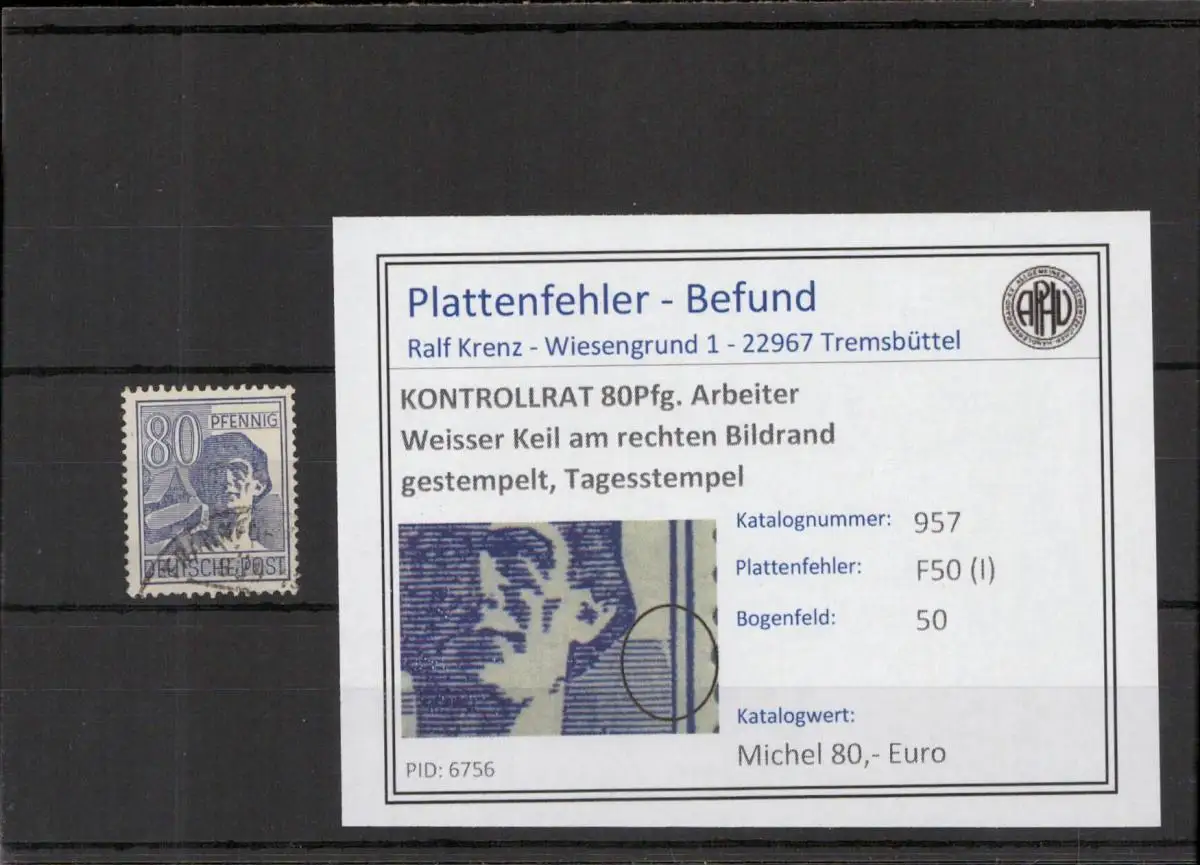 80 PFENNIG
DEUTSCHE POST
Plattenfehler - Befund
Ralf Krenz - Wiesengrund 1 - 22967 Tremsbüttel
APHV
KONTROLLRAT 80Pfg. Arbeiter
Weisser Keil am rechten Bildrand
gestempelt, Tagesstempel
Katalognummer: 957
Plattenfehler: F50 (I)
Bogenfeld: 50
Katalogwert:
Michel 80,- Euro
PID: 6756